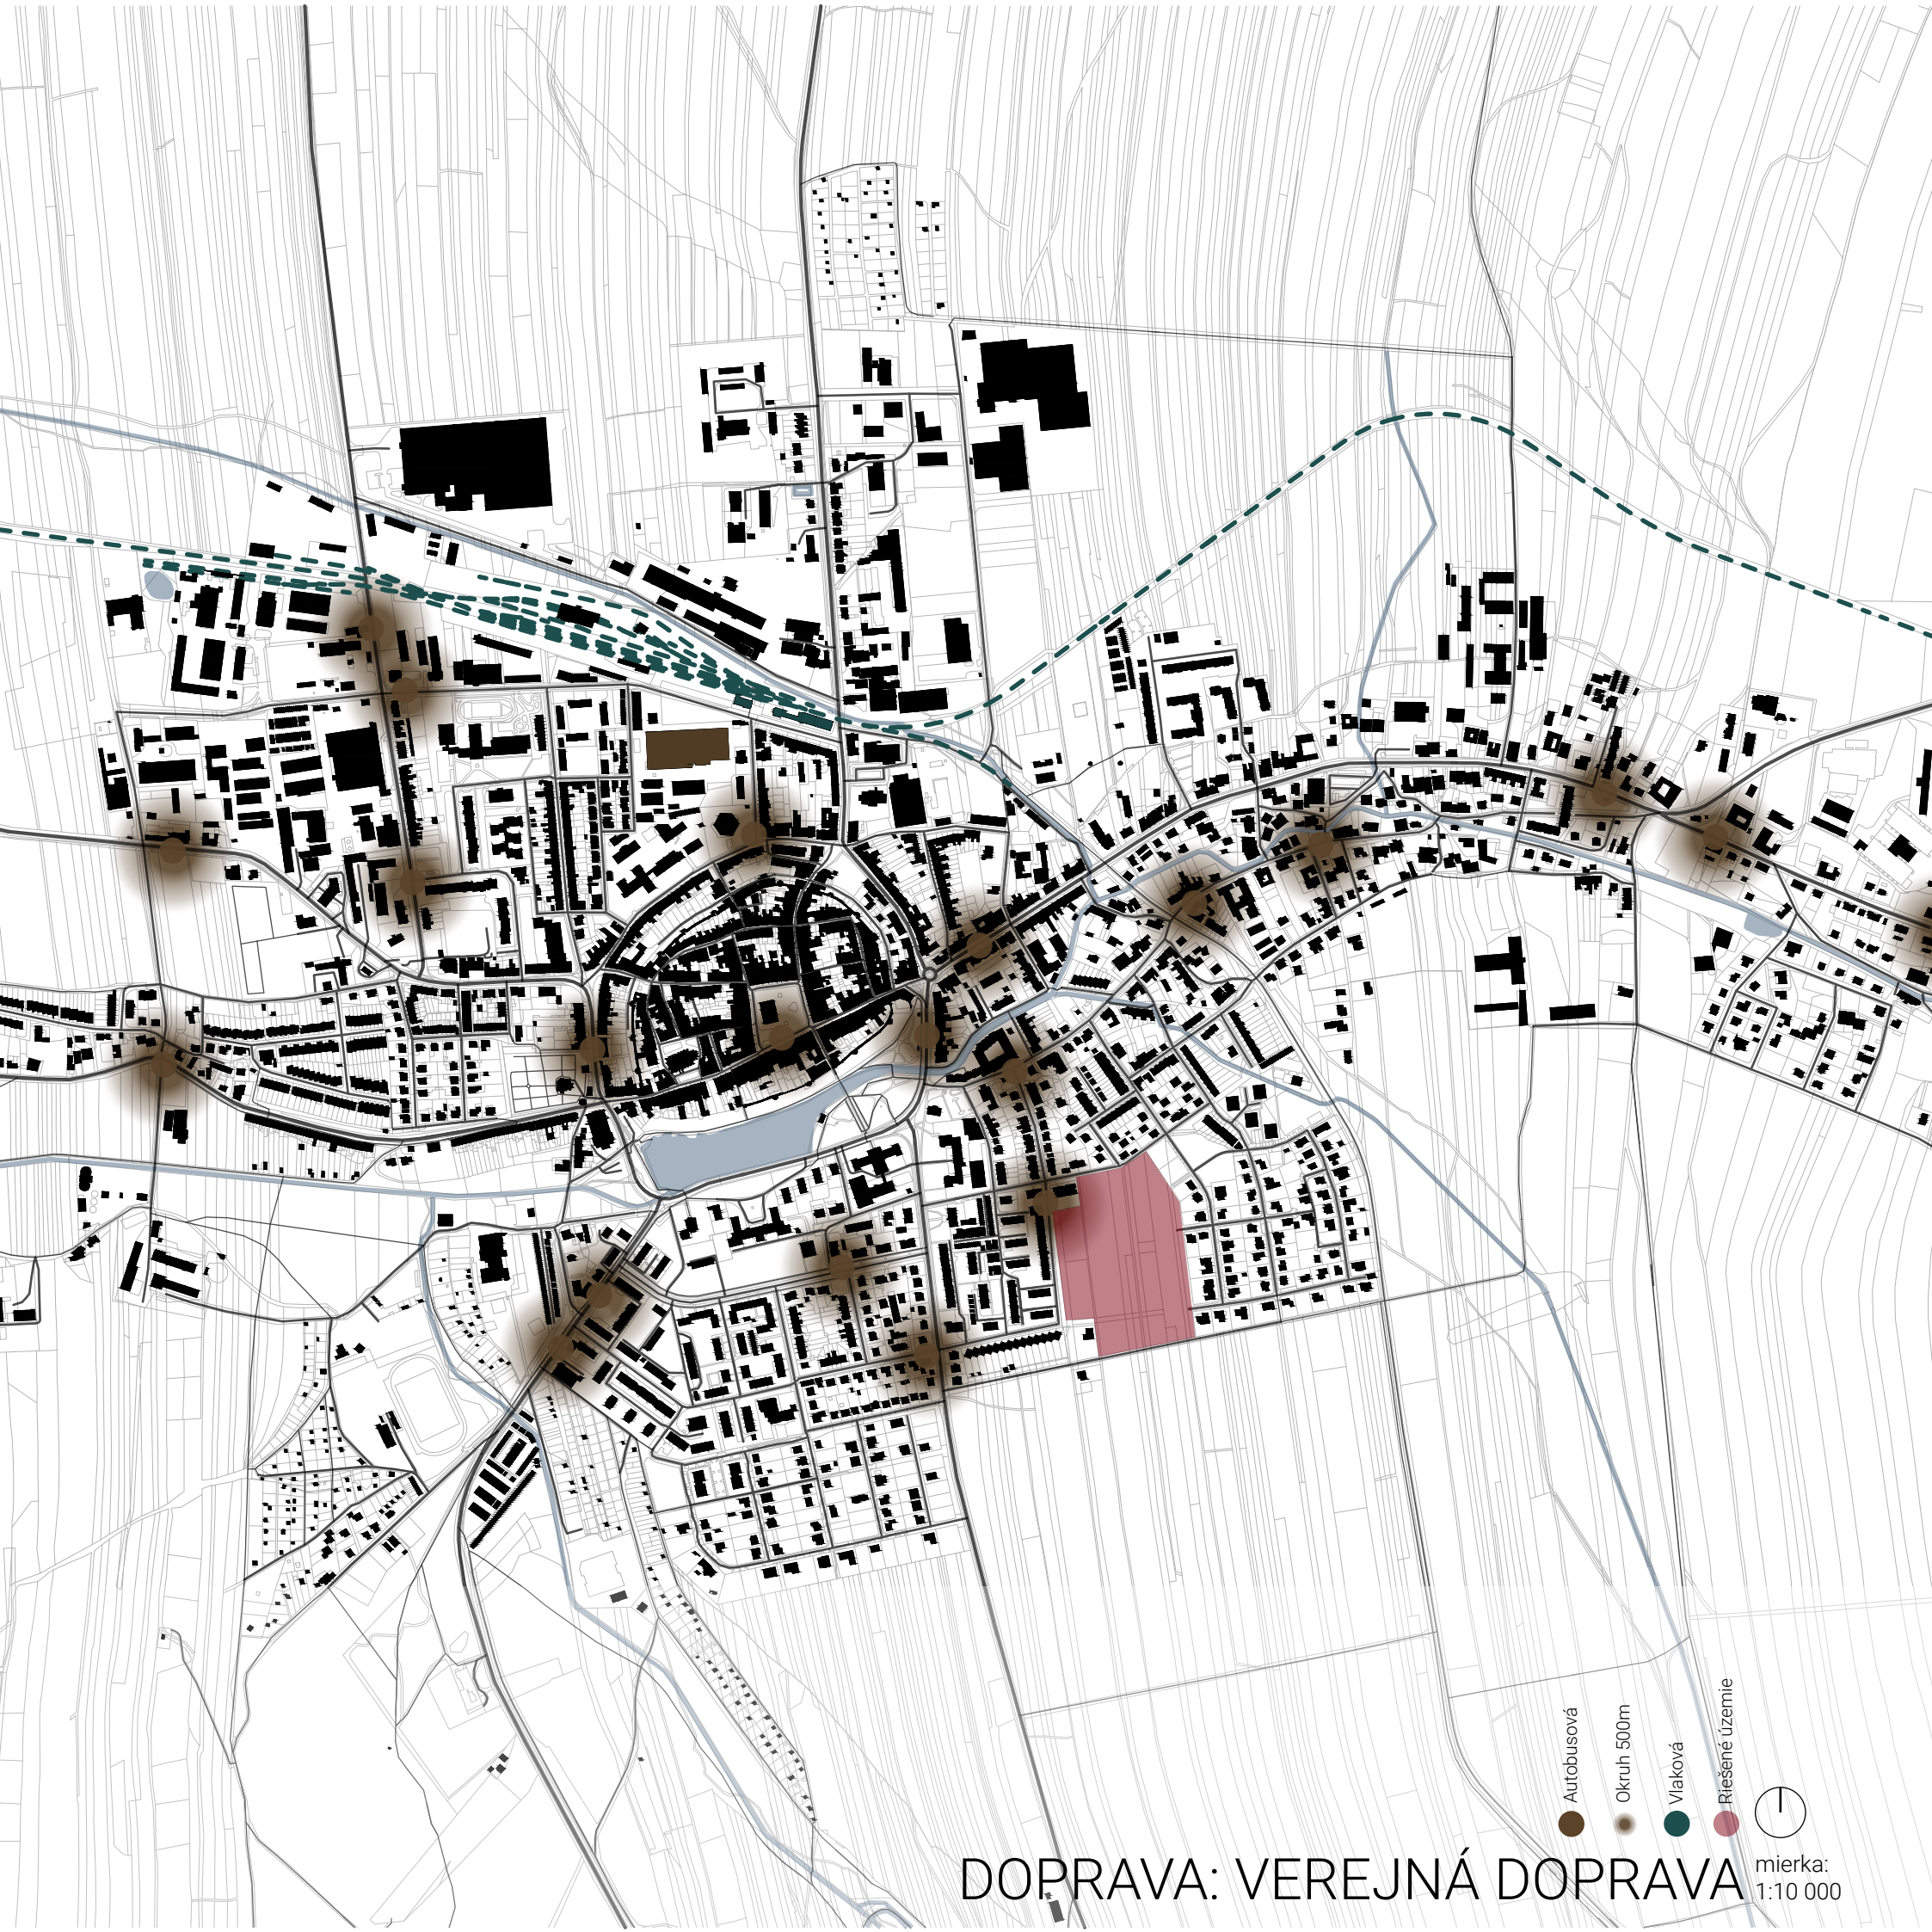 Autobusová
Okruh 500m
Vlaková
Riešené územie
DOPRAVA: VEREJNÁ DOPRAVA
mierka:
1:10 000